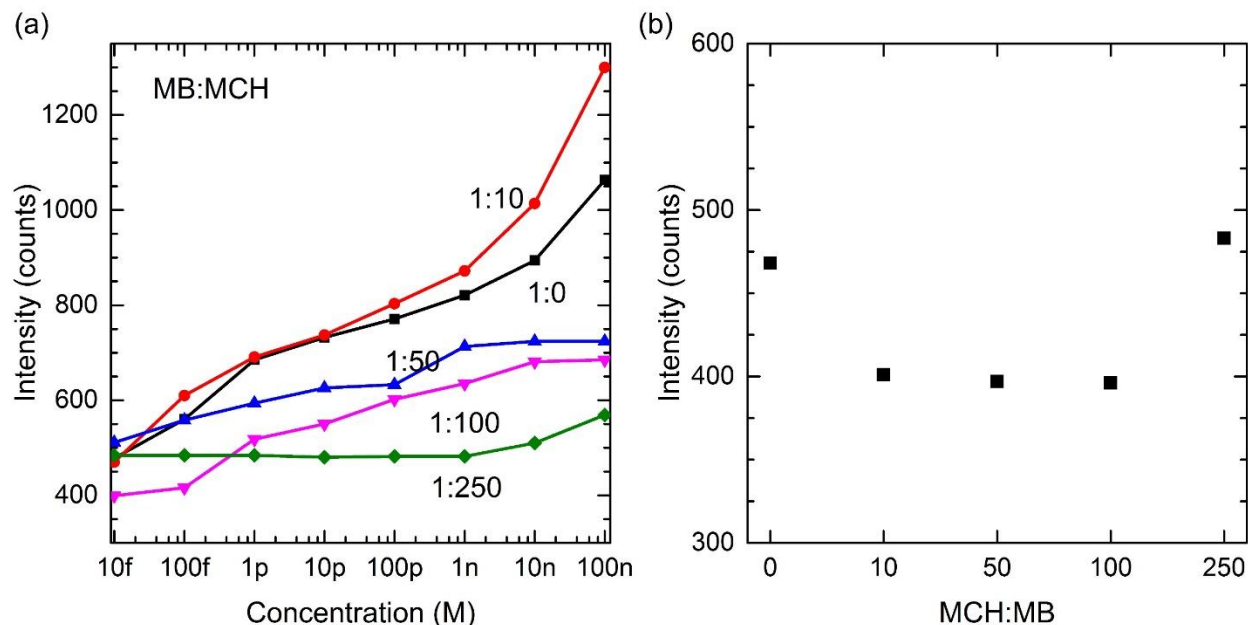 (a)
MB:MCH
Intensity (counts)
1200
1000
800
600
400
1:10
1:0
1:50
1:100
1:250
10f 100f 1p 10p 100p 1n 10n 100n
Concentration (M)
(b)
Intensity (counts)
600
500
400
300
0 10 50 100 250
MCH:MB